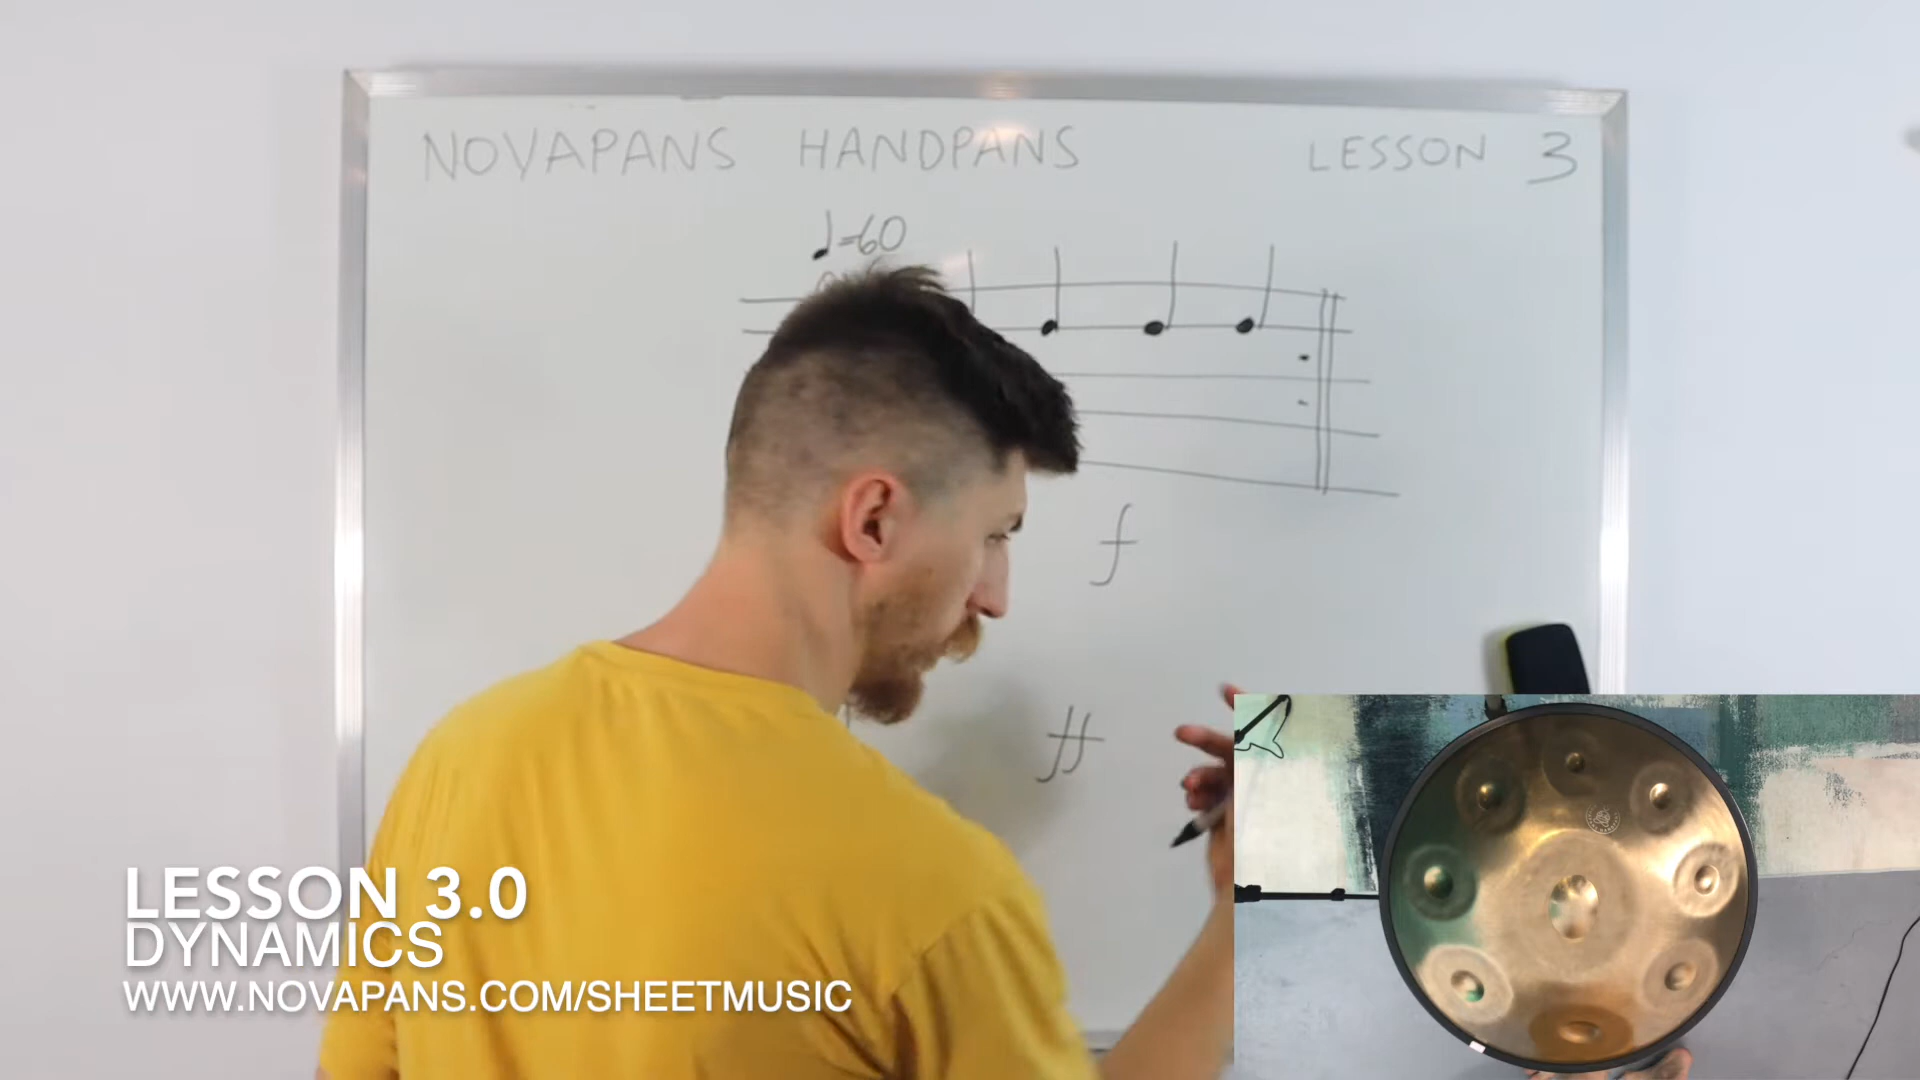 NOVAPANS HANDPANS LESSON 3
♩=60
f
ff
LESSON 3.0
DYNAMICS
WWW.NOVAPANS.COM/SHEETMUSIC